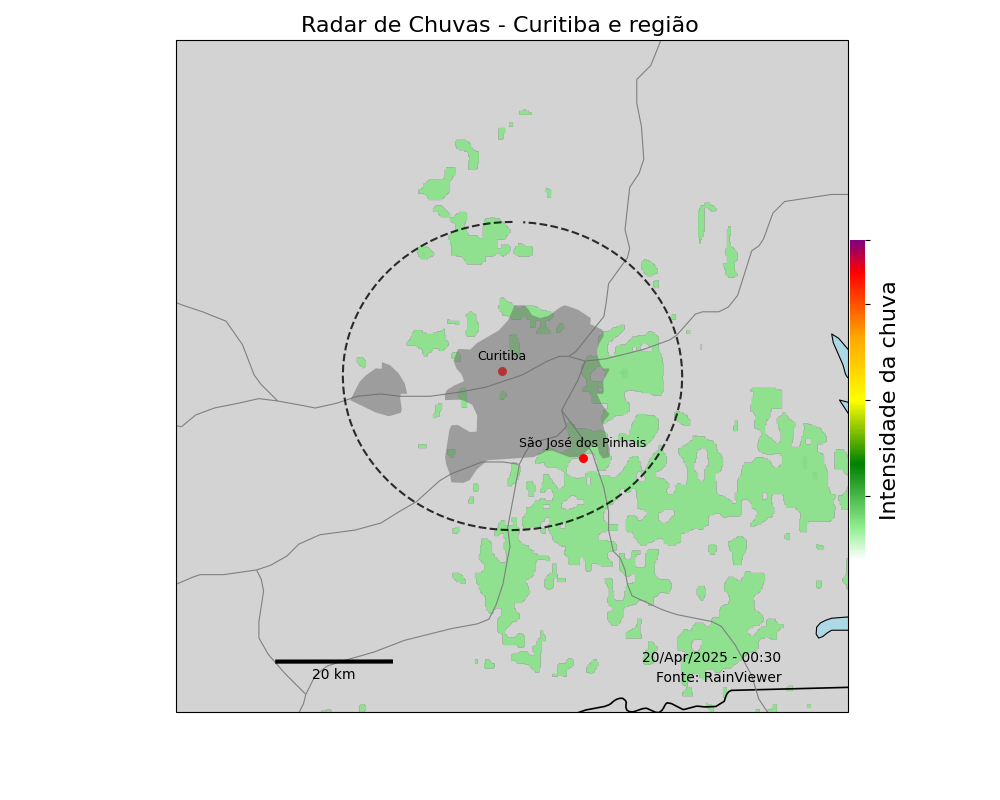 Radar de Chuvas - Curitiba e região
Curitiba
São José dos Pinhais
Intensidade da chuva
20/Apr/2025 - 00:30
Fonte: RainViewer
20 km